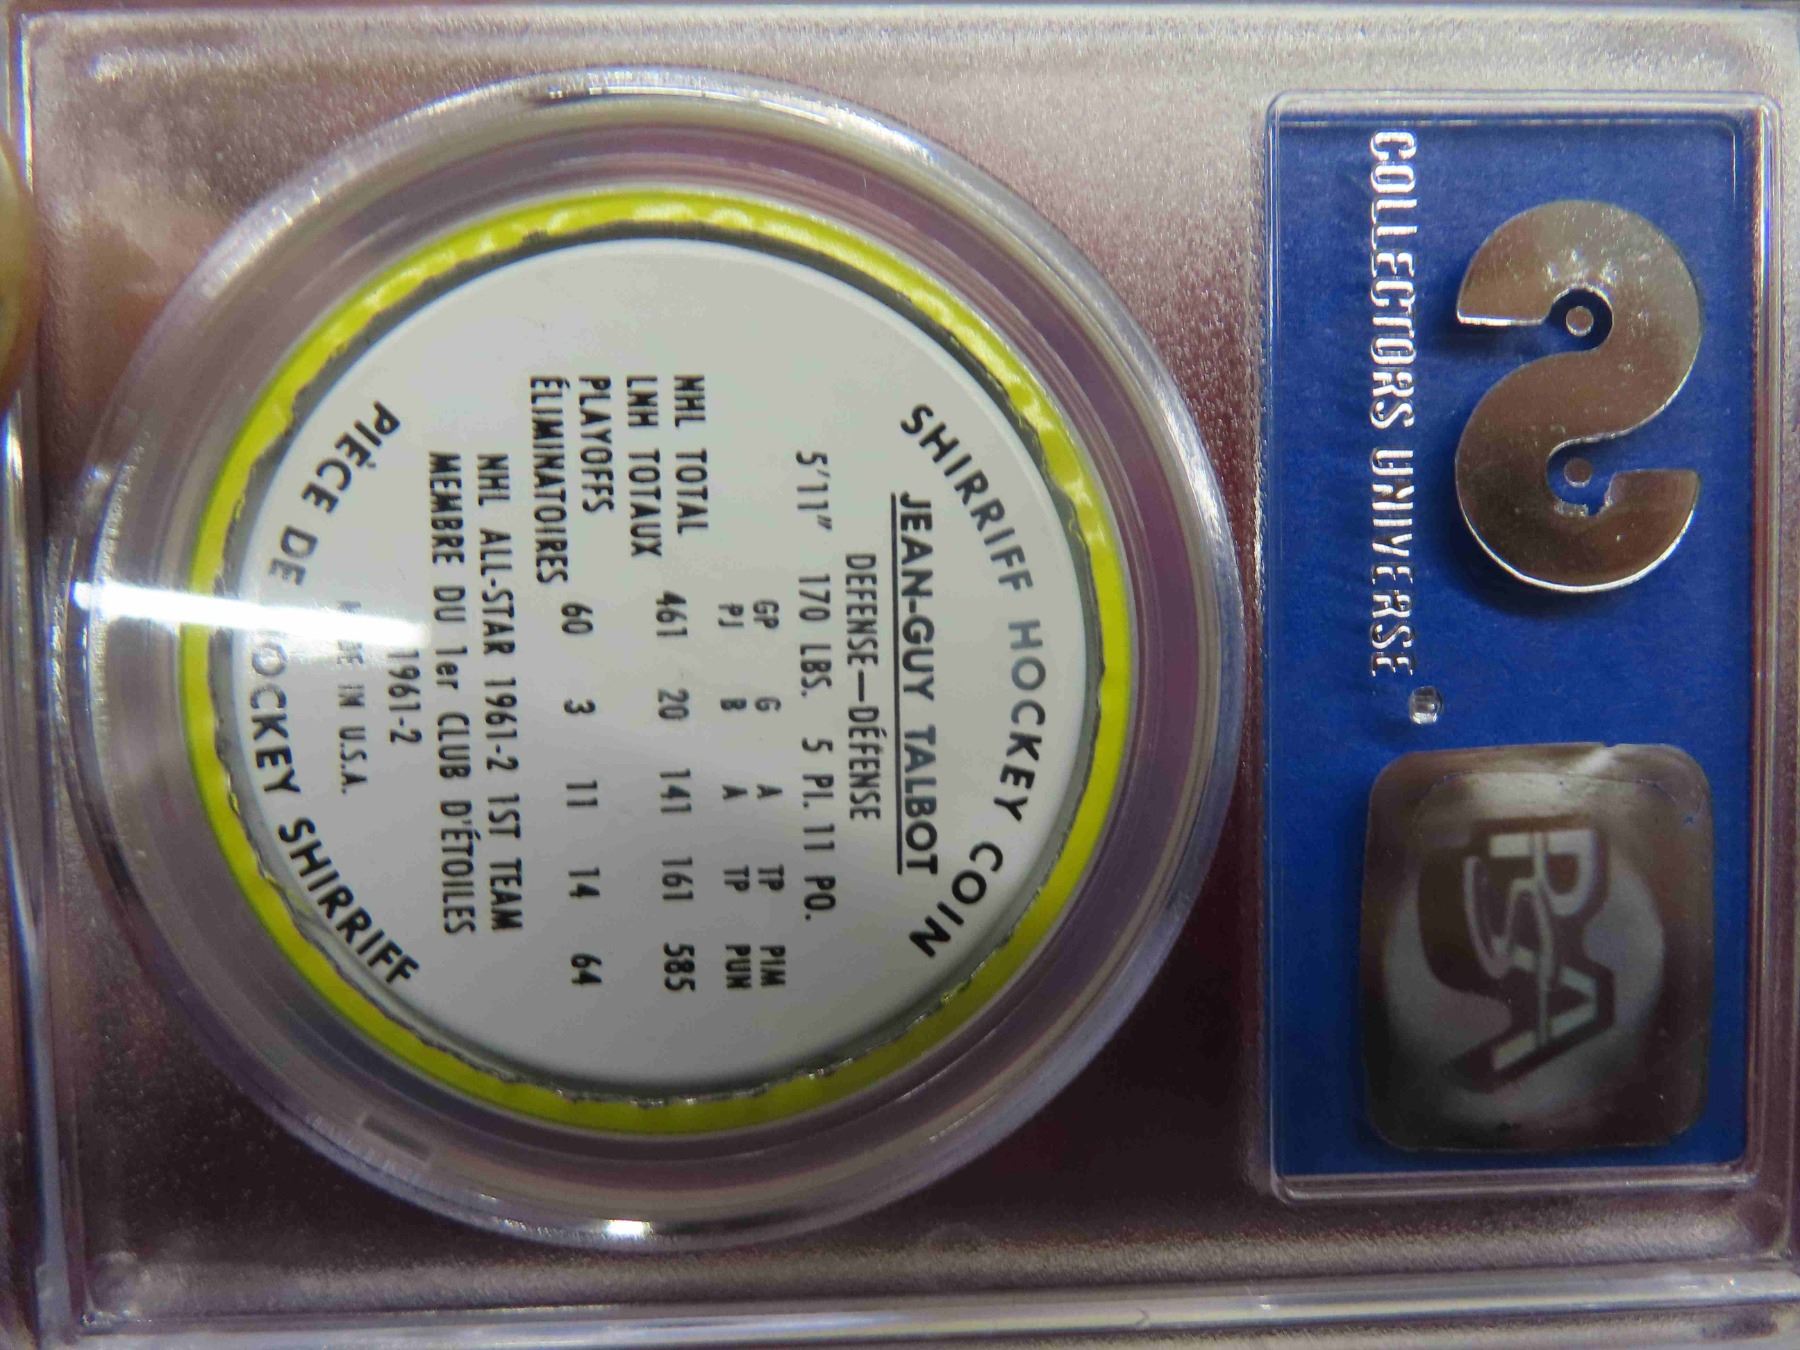 COLLECTORS UNIVERSE
PSA
SHIRRIFF HOCKEY COIN
JEAN-GUY TALBOT
DEFENSE—DÉFENSE
5'11" 170 LBS. 5 PI. 11 PO.
GP G A TP PIM
PJ B A TP PUN
NHL TOTAL
LNH TOTAUX 461 20 141 161 585
PLAYOFFS
ÉLIMINATOIRES 60 3 11 14 64
NHL ALL-STAR 1961-2 1ST TEAM
MEMBRE DU 1er CLUB D'ÉTOILES
1961-2
IN U.S.A.
PIÈCE DE HOCKEY SHIRRIFF